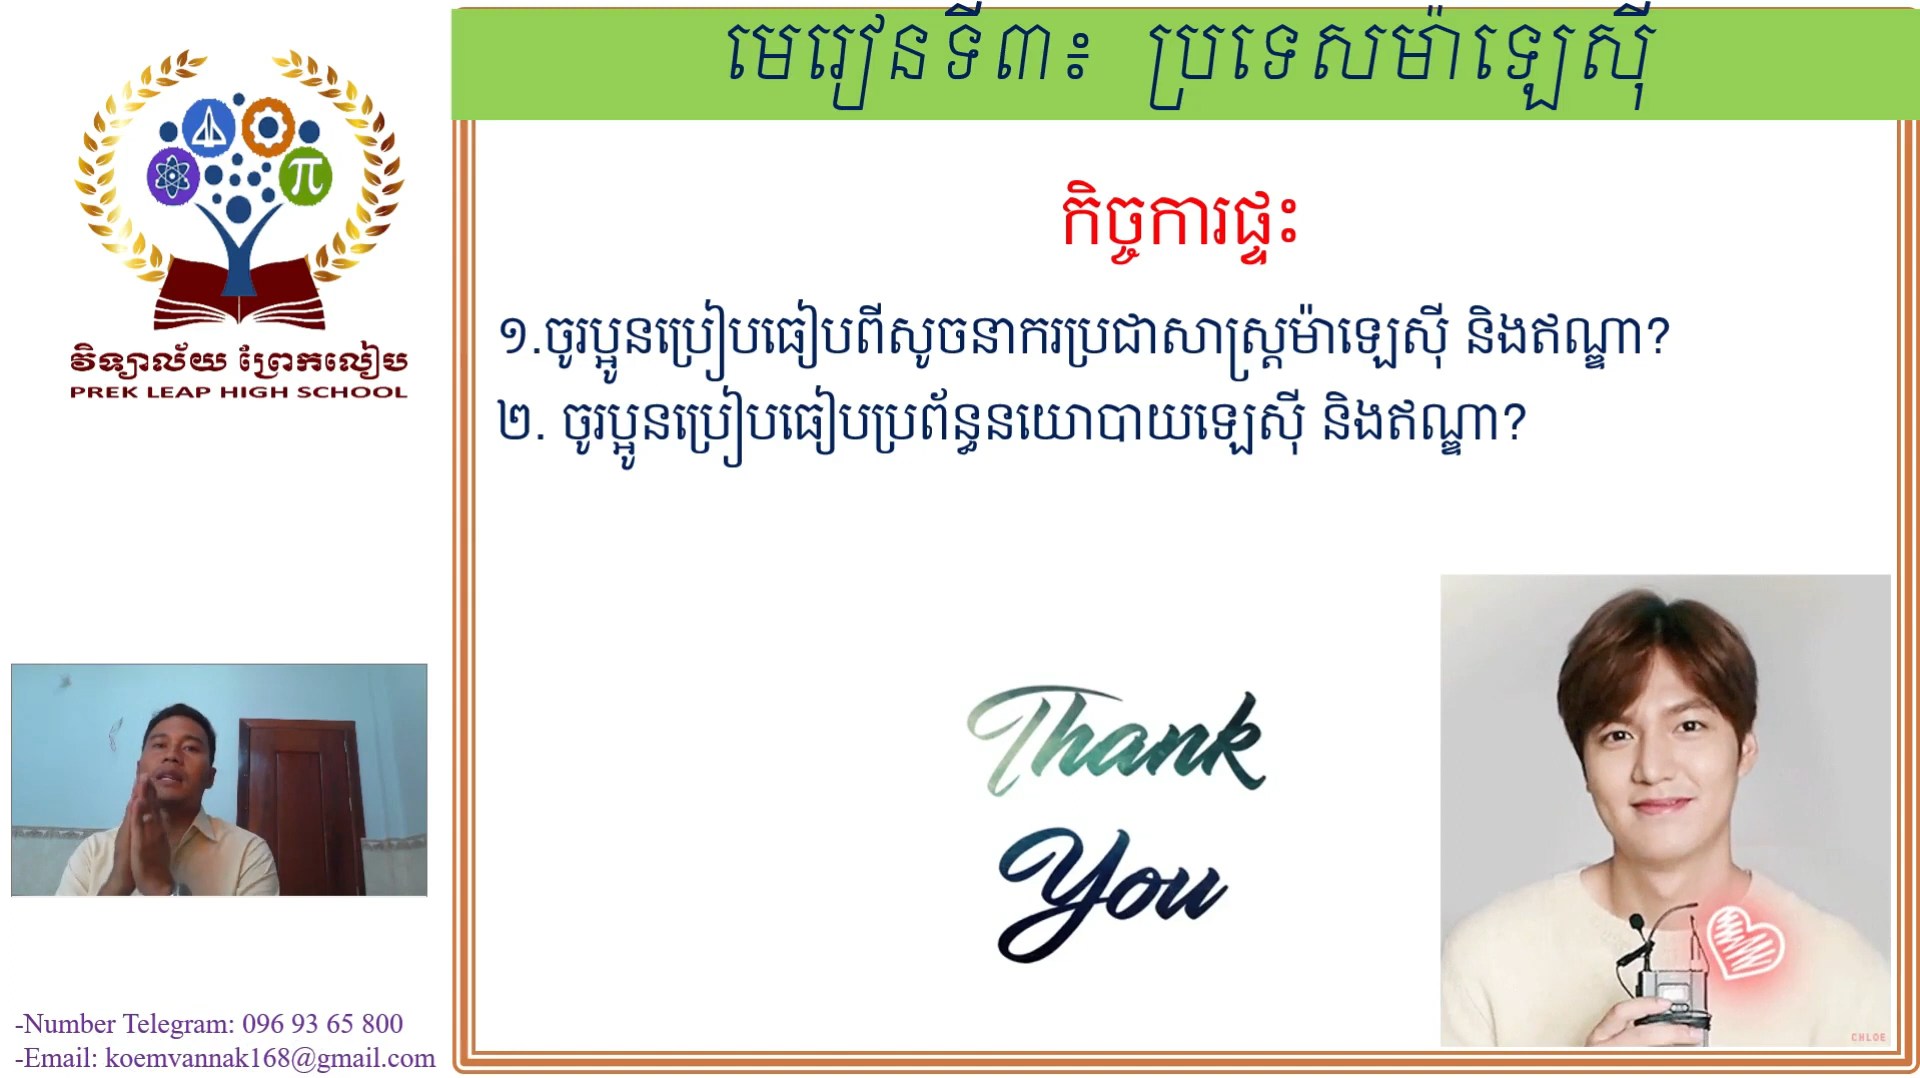 មេរៀនទី៣៖ ប្រទេសម៉ាឡេស៊ី
វិទ្យាល័យ ព្រែកលៀប
PREK LEAP HIGH SCHOOL
កិច្ចការផ្ទះ
១.ចូរប្អូនប្រៀបធៀបពីសូចនាករប្រជាសាស្ត្រម៉ាឡេស៊ី និងឥណ្ឌា?
២. ចូរប្អូនប្រៀបធៀបប្រព័ន្ធនយោបាយឡេស៊ី និងឥណ្ឌា?
Thank
You
CHLOE
-Number Telegram: 096 93 65 800
-Email: koemvannak168@gmail.com